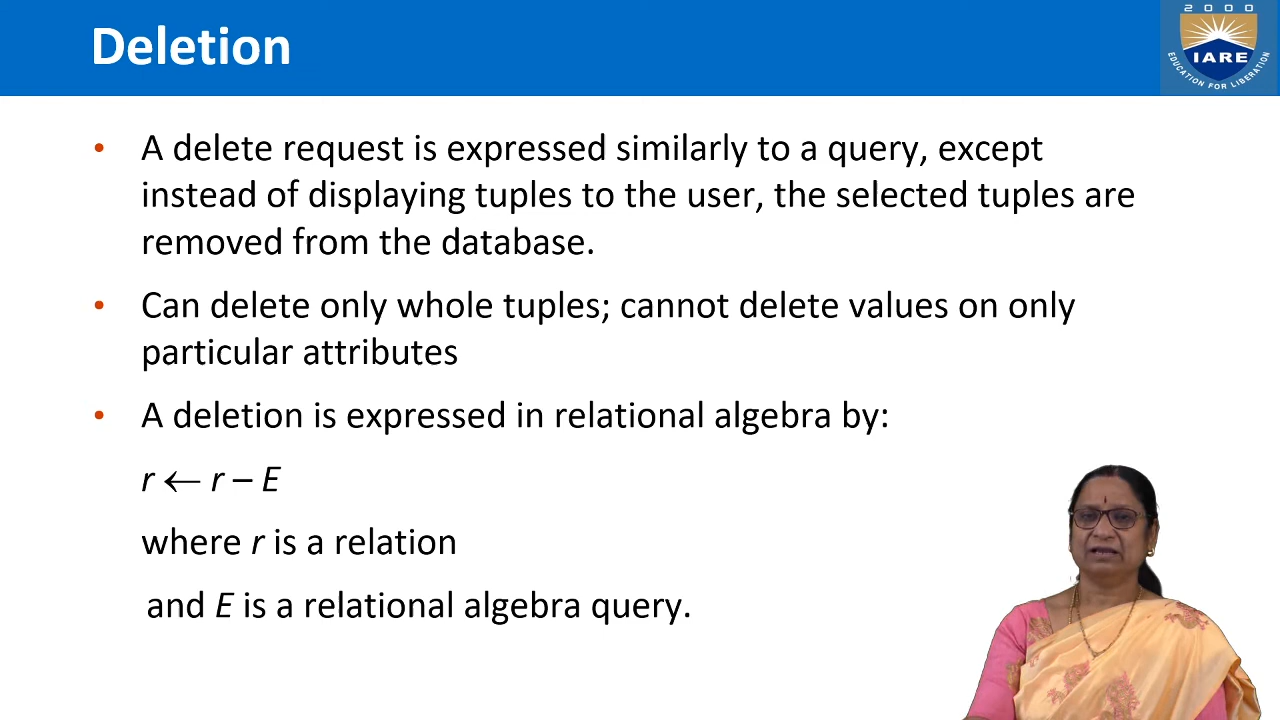 Deletion
2000
IARE
EDUCATION FOR LIBERATION
• A delete request is expressed similarly to a query, except
instead of displaying tuples to the user, the selected tuples are
removed from the database.
• Can delete only whole tuples; cannot delete values on only
particular attributes
• A deletion is expressed in relational algebra by:
r ← r – E
where r is a relation
and E is a relational algebra query.